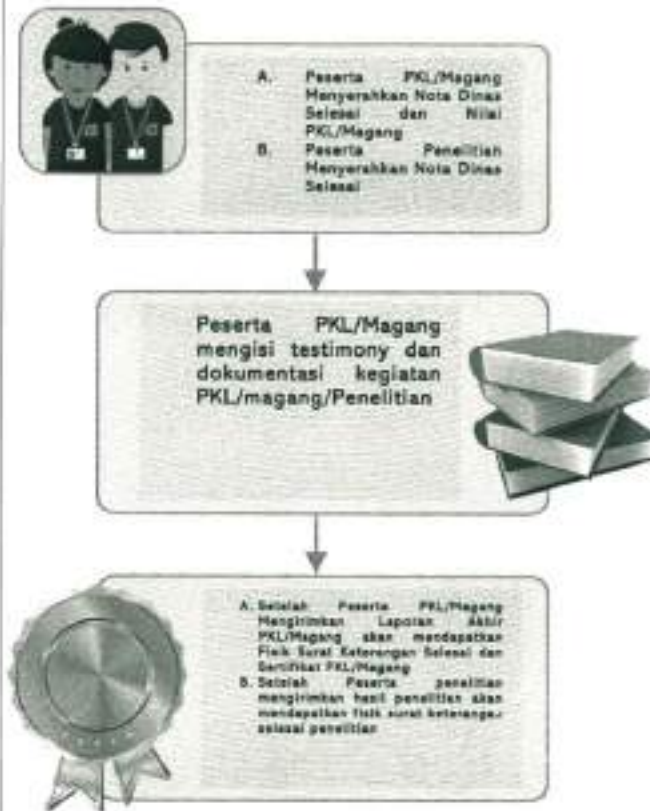 A. Peserta PKL/Magang
Menyerahkan Nota Dinas
Selesai dan Nilai
PKL/Magang
B. Peserta Penelitian
Menyerahkan Nota Dinas
Selesai
Peserta PKL/Magang
mengisi testimony dan
dokumentasi kegiatan
PKL/magang/Penelitian
A. Setelah Peserta PKL/Magang
Mengirimkan Laporan Akhir
PKL/Magang akan mendapatkan
Fisik Surat Keterangan Selesai dan
Sertifikat PKL/Magang
B. Setelah Peserta penelitian
mengirimkan hasil penelitian akan
mendapatkan fisik surat keterangan
selesai penelitian